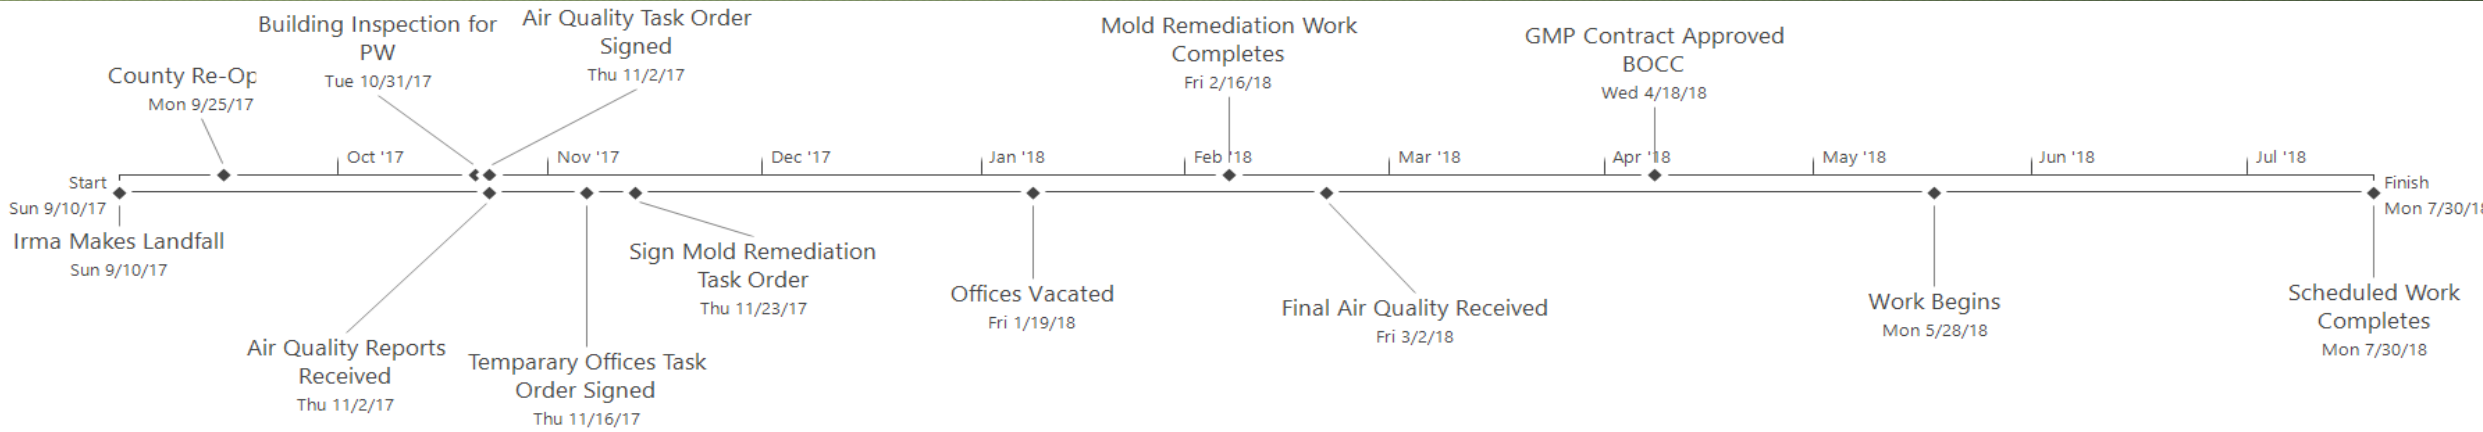 Building Inspection for
PW
Tue 10/31/17
Air Quality Task Order
Signed
Thu 11/2/17
Mold Remediation Work
Completes
Fri 2/16/18
GMP Contract Approved
BOCC
Wed 4/18/18
County Re-Op
Mon 9/25/17
Oct '17
Nov '17
Dec '17
Jan '18
Feb '18
Mar '18
Apr '18
May '18
Jun '18
Jul '18
Start
Sun 9/10/17
Finish
Mon 7/30/18
Irma Makes Landfall
Sun 9/10/17
Air Quality Reports
Received
Thu 11/2/17
Temparary Offices Task
Order Signed
Thu 11/16/17
Sign Mold Remediation
Task Order
Thu 11/23/17
Offices Vacated
Fri 1/19/18
Final Air Quality Received
Fri 3/2/18
Work Begins
Mon 5/28/18
Scheduled Work
Completes
Mon 7/30/18